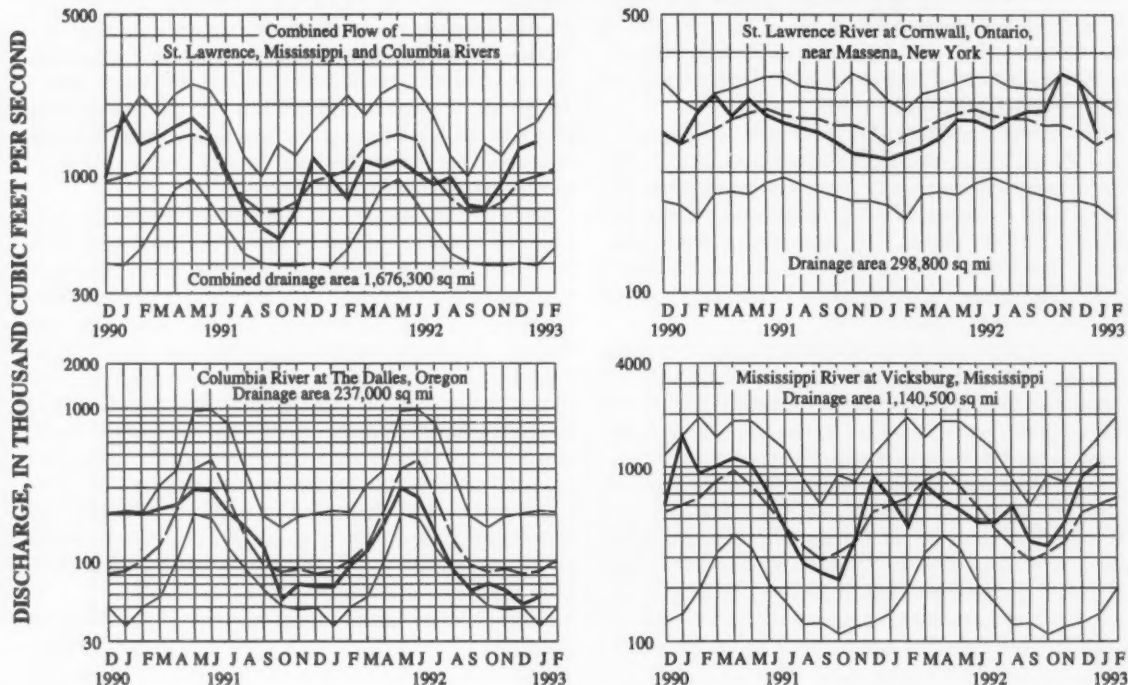 DISCHARGE, IN THOUSAND CUBIC FEET PER SECOND
5000
1000
300
Combined Flow of
St. Lawrence, Mississippi, and Columbia Rivers
Combined drainage area 1,676,300 sq mi
D J F M A M J J A S O N D J F M A M J J A S O N D J F
1990 1991 1992 1993
500
100
St. Lawrence River at Cornwall, Ontario,
near Massena, New York
Drainage area 298,800 sq mi
D J F M A M J J A S O N D J F M A M J J A S O N D J F
1990 1991 1992 1993
2000
1000
100
30
Columbia River at The Dalles, Oregon
Drainage area 237,000 sq mi
D J F M A M J J A S O N D J F M A M J J A S O N D J F
1990 1991 1992 1993
4000
1000
100
Mississippi River at Vicksburg, Mississippi
Drainage area 1,140,500 sq mi
D J F M A M J J A S O N D J F M A M J J A S O N D J F
1990 1991 1992 1993